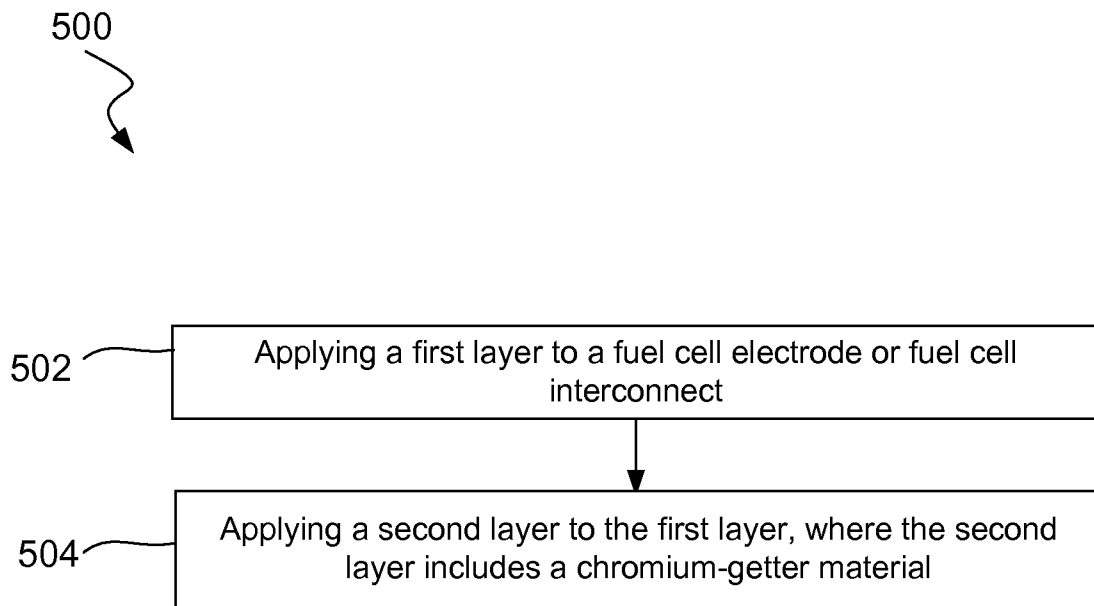 500
502
Applying a first layer to a fuel cell electrode or fuel cell
interconnect
504
Applying a second layer to the first layer, where the second
layer includes a chromium-getter material